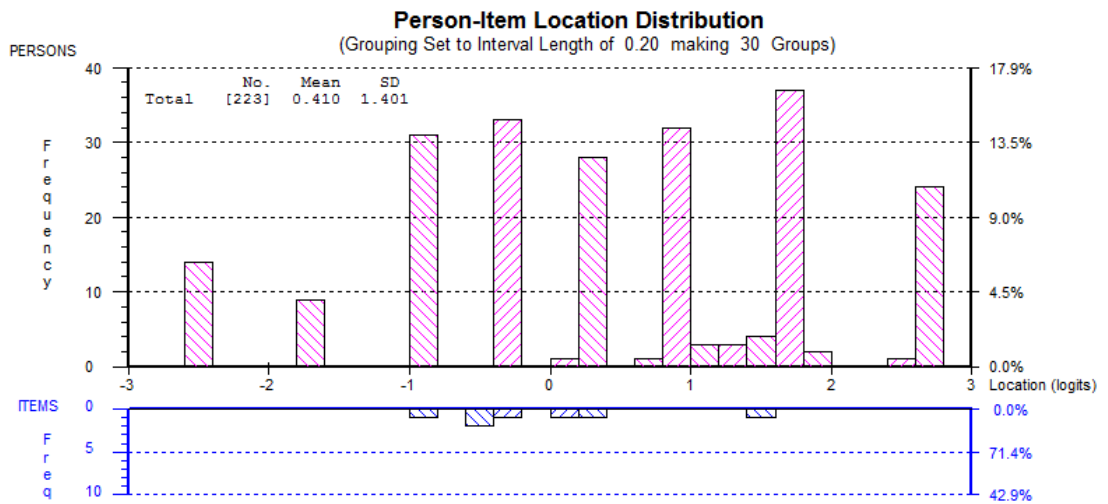 Person-Item Location Distribution
(Grouping Set to Interval Length of 0.20 making 30 Groups)
PERSONS
No. Mean SD
Total [223] 0.410 1.401
40 17.9%
30 13.5%
20 9.0%
10 4.5%
0 0.0%
Frequency
-3 -2 -1 0 1 2 3 Location (logits)
ITEMS 0 0.0%
5 71.4%
10 42.9%
Freq